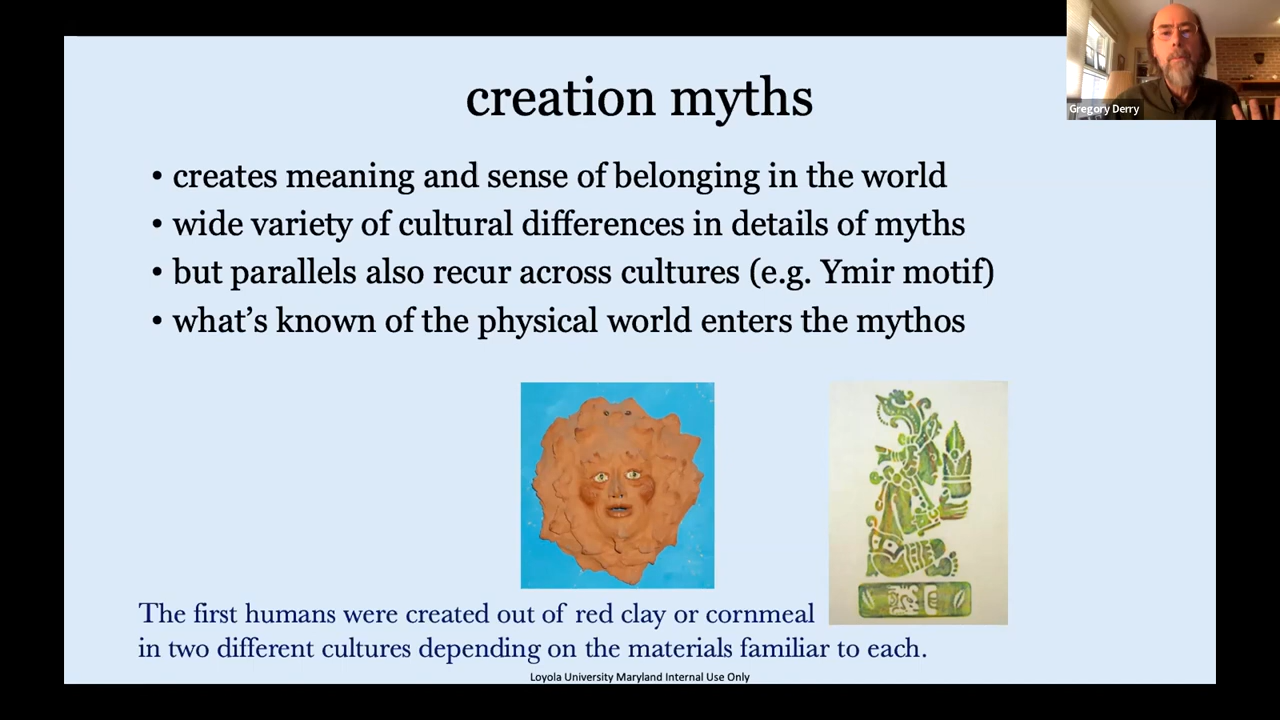 creation myths
• creates meaning and sense of belonging in the world
• wide variety of cultural differences in details of myths
• but parallels also recur across cultures (e.g. Ymir motif)
• what’s known of the physical world enters the mythos
The first humans were created out of red clay or cornmeal
in two different cultures depending on the materials familiar to each.
Loyola University Maryland Internal Use Only
Gregory Derry